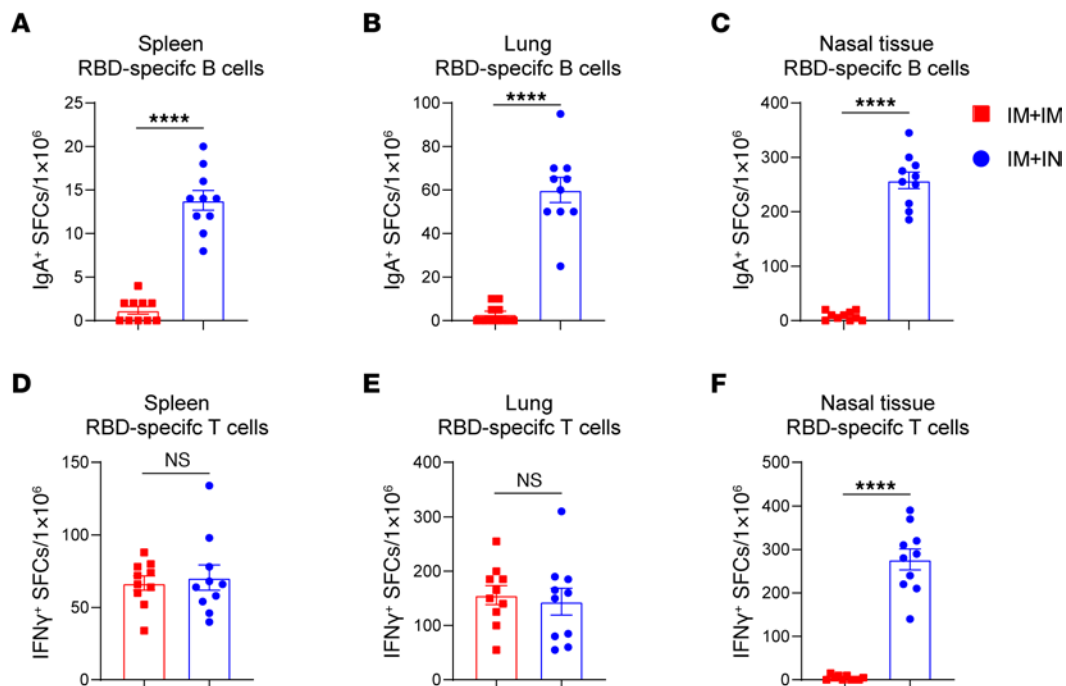 A
Spleen
RBD-specifc B cells
IgA⁺ SFCs/1×10⁶
25
20
15
10
5
0
****
B
Lung
RBD-specifc B cells
IgA⁺ SFCs/1×10⁶
100
80
60
40
20
0
****
C
Nasal tissue
RBD-specifc B cells
IgA⁺ SFCs/1×10⁶
400
300
200
100
0
****
IM+IM
IM+IN
D
Spleen
RBD-specifc T cells
IFNγ⁺ SFCs/1×10⁶
150
100
50
0
NS
E
Lung
RBD-specifc T cells
IFNγ⁺ SFCs/1×10⁶
400
300
200
100
0
NS
F
Nasal tissue
RBD-specifc T cells
IFNγ⁺ SFCs/1×10⁶
500
400
300
200
100
0
****